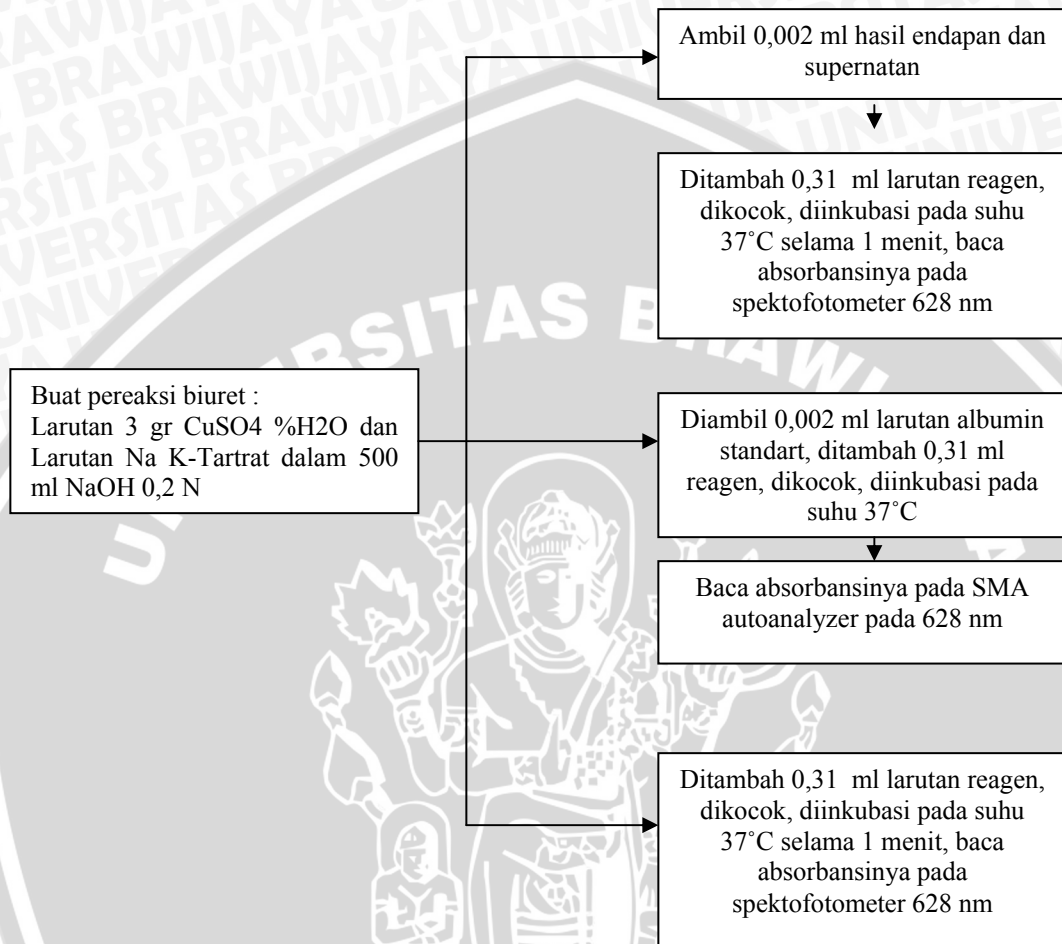 Ambil 0,002 ml hasil endapan dan
supernatan
Ditambah 0,31 ml larutan reagen,
dikocok, diinkubasi pada suhu
37˚C selama 1 menit, baca
absorbansinya pada
spektofotometer 628 nm
Buat pereaksi biuret :
Larutan 3 gr CuSO4 %H2O dan
Larutan Na K-Tartrat dalam 500
ml NaOH 0,2 N
Diambil 0,002 ml larutan albumin
standart, ditambah 0,31 ml
reagen, dikocok, diinkubasi pada
suhu 37˚C
Baca absorbansinya pada SMA
autoanalyzer pada 628 nm
Ditambah 0,31 ml larutan reagen,
dikocok, diinkubasi pada suhu
37˚C selama 1 menit, baca
absorbansinya pada
spektofotometer 628 nm